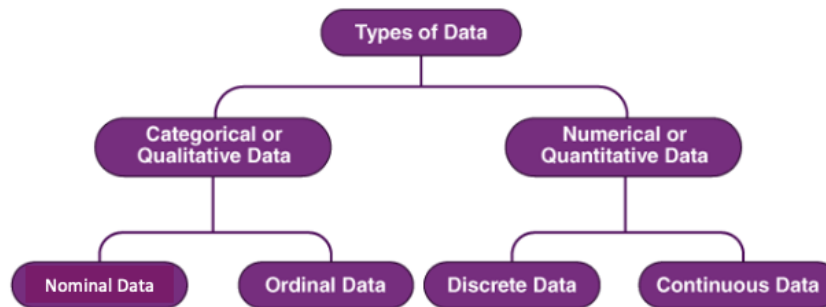 Types of Data
Categorical or
Qualitative Data
Numerical or
Quantitative Data
Nominal Data
Ordinal Data
Discrete Data
Continuous Data